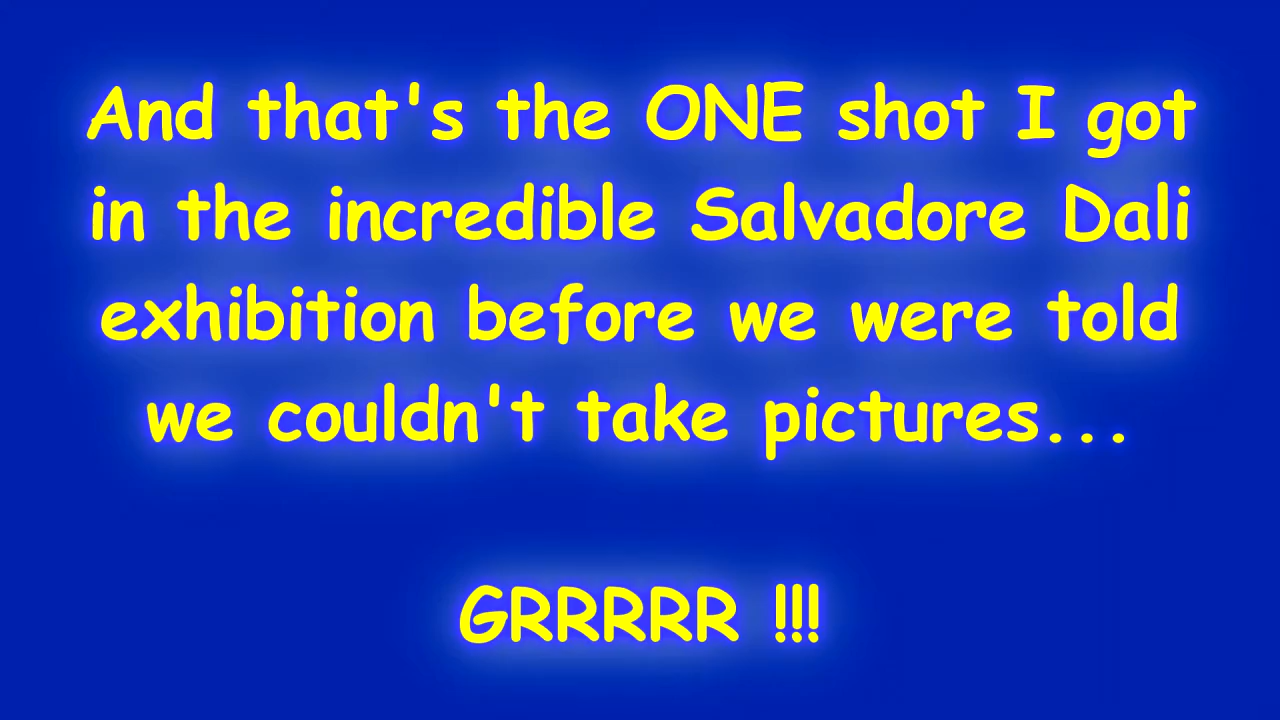 And that's the ONE shot I got
in the incredible Salvadore Dali
exhibition before we were told
we couldn't take pictures...
GRRRRR !!!